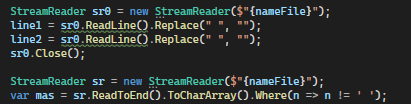 StreamReader sr0 = new StreamReader($"{nameFile}");
line1 = sr0.ReadLine().Replace(" ", "");
line2 = sr0.ReadLine().Replace(" ", "");
sr0.Close();
StreamReader sr = new StreamReader($"{nameFile}");
var mas = sr.ReadToEnd().ToCharArray().Where(n => n != ' ');